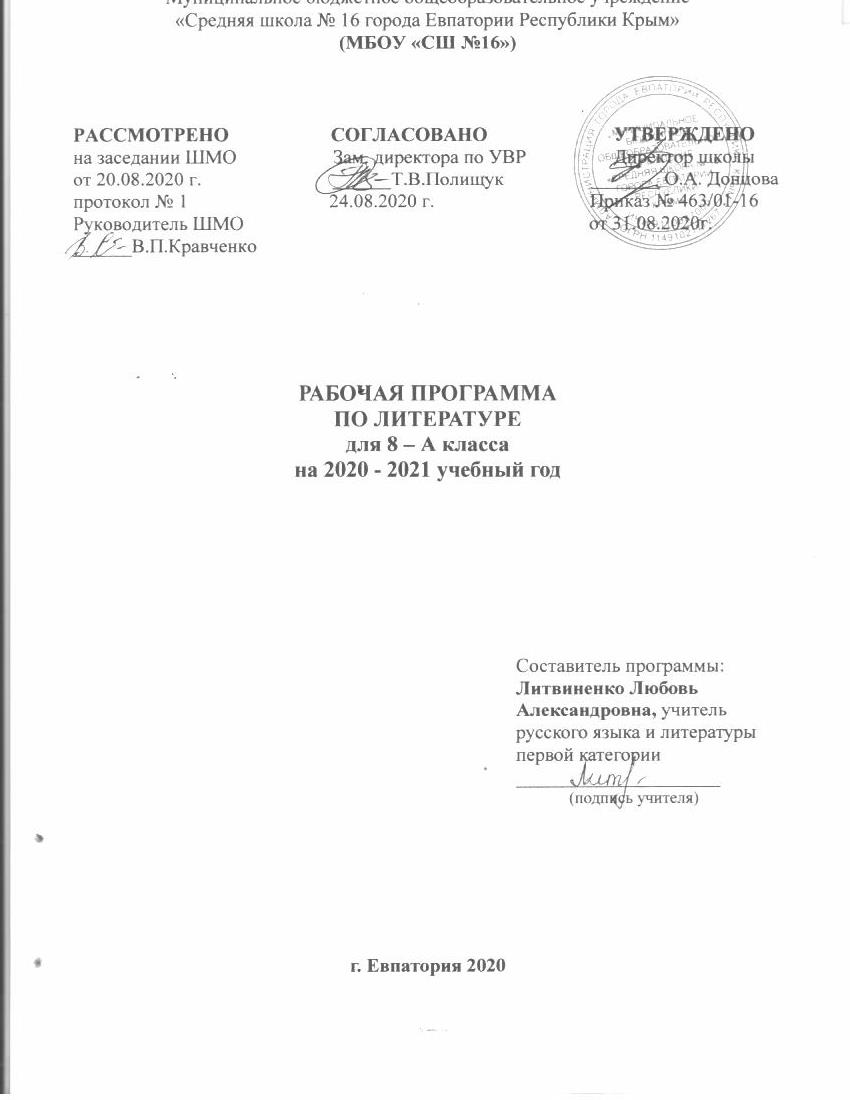 Муниципальное бюджетное общеобразовательное учреждение
«Средняя школа № 16 города Евпатории Республики Крым»
(МБОУ «СШ №16»)
РАССМОТРЕНО
на заседании ШМО
от 20.08.2020 г.
протокол № 1
Руководитель ШМО
В.П.Кравченко
СОГЛАСОВАНО
Зам. директора по УВР
Т.В.Полищук
24.08.2020 г.
УТВЕРЖДЕНО
Директор школы
О.А. Донцова
Приказ № 463/01-16
от 31.08.2020г.
РАБОЧАЯ ПРОГРАММА
ПО ЛИТЕРАТУРЕ
для 8 – А класса
на 2020 - 2021 учебный год
Составитель программы:
Литвиненко Любовь
Александровна, учитель
русского языка и литературы
первой категории
(подпись учителя)
г. Евпатория 2020